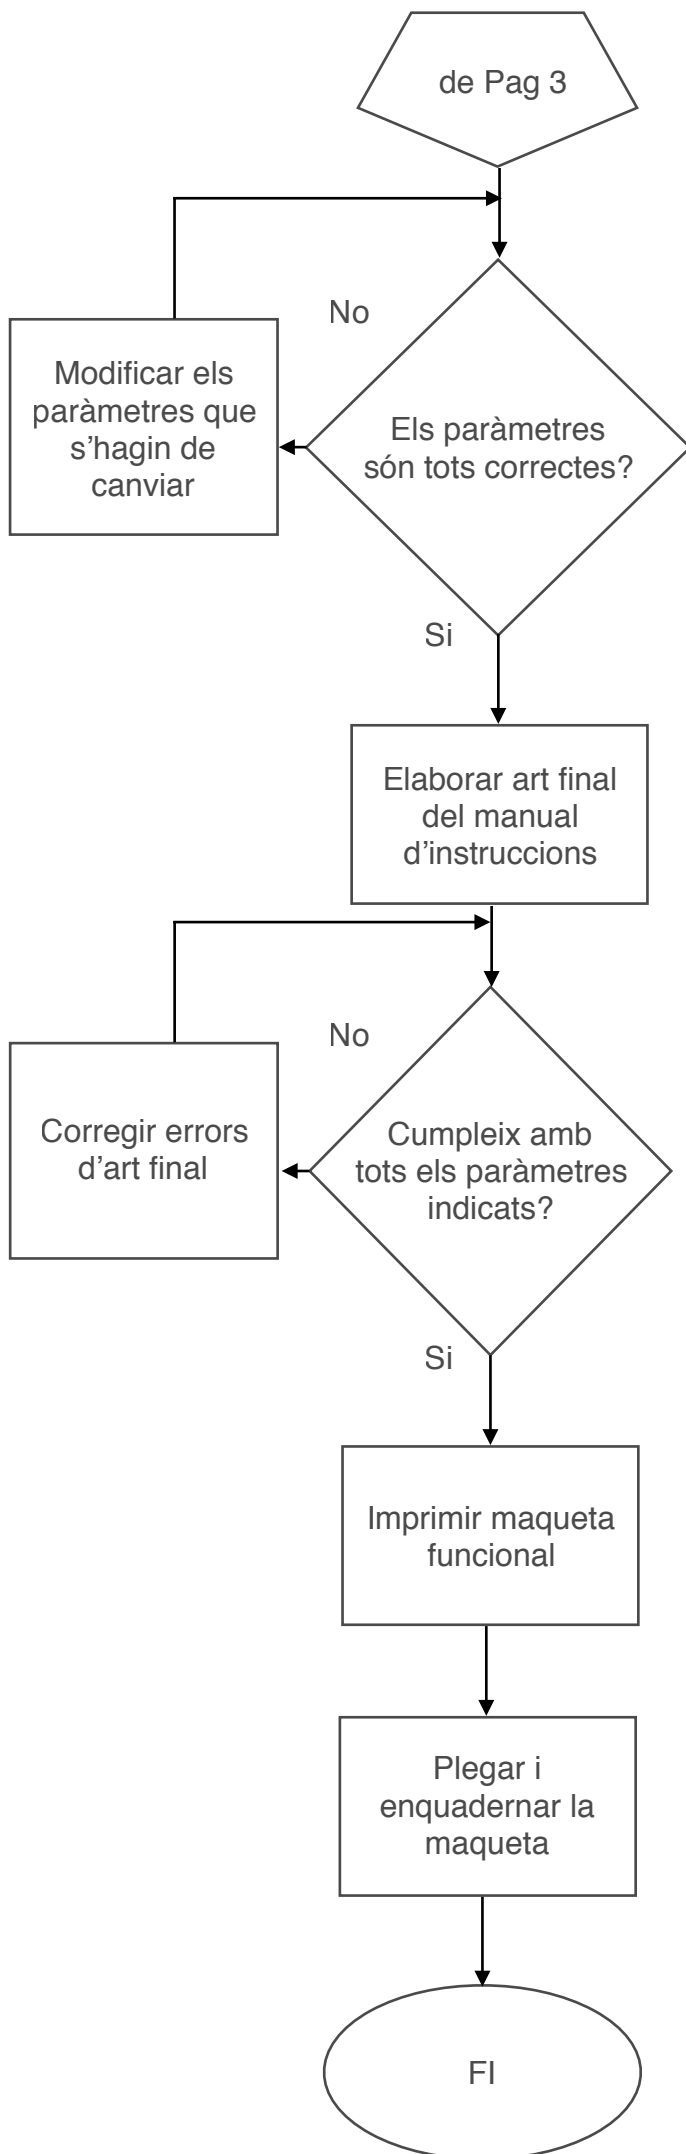 de Pag 3
No
Modificar els
paràmetres que
s'hagin de
canviar
Els paràmetres
són tots correctes?
Si
Elaborar art final
del manual
d’instruccions
No
Corregir errors
d’art final
Cumpleix amb
tots els paràmetres
indicats?
Si
Imprimir maqueta
funcional
Plegar i
enquadernar la
maqueta
FI